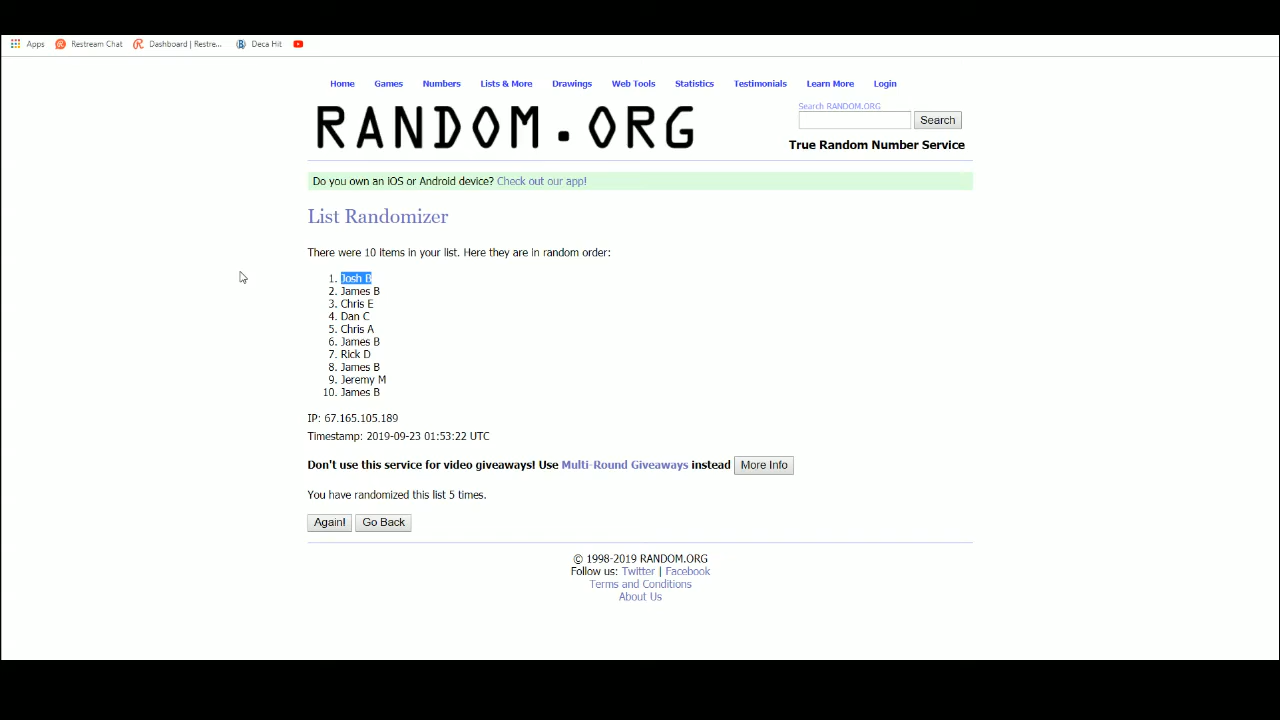 Apps Restream Chat Dashboard | Restre... Deca Hit
Home Games Numbers Lists & More Drawings Web Tools Statistics Testimonials Learn More Login
RANDOM.ORG
Search RANDOM.ORG
Search
True Random Number Service
Do you own an iOS or Android device? Check out our app!
List Randomizer
There were 10 items in your list. Here they are in random order:
1. Josh B
2. James B
3. Chris E
4. Dan C
5. Chris A
6. James B
7. Rick D
8. James B
9. Jeremy M
10. James B
IP: 67.165.105.189
Timestamp: 2019-09-23 01:53:22 UTC
Don't use this service for video giveaways! Use Multi-Round Giveaways instead More Info
You have randomized this list 5 times.
Again! Go Back
© 1998-2019 RANDOM.ORG
Follow us: Twitter | Facebook
Terms and Conditions
About Us